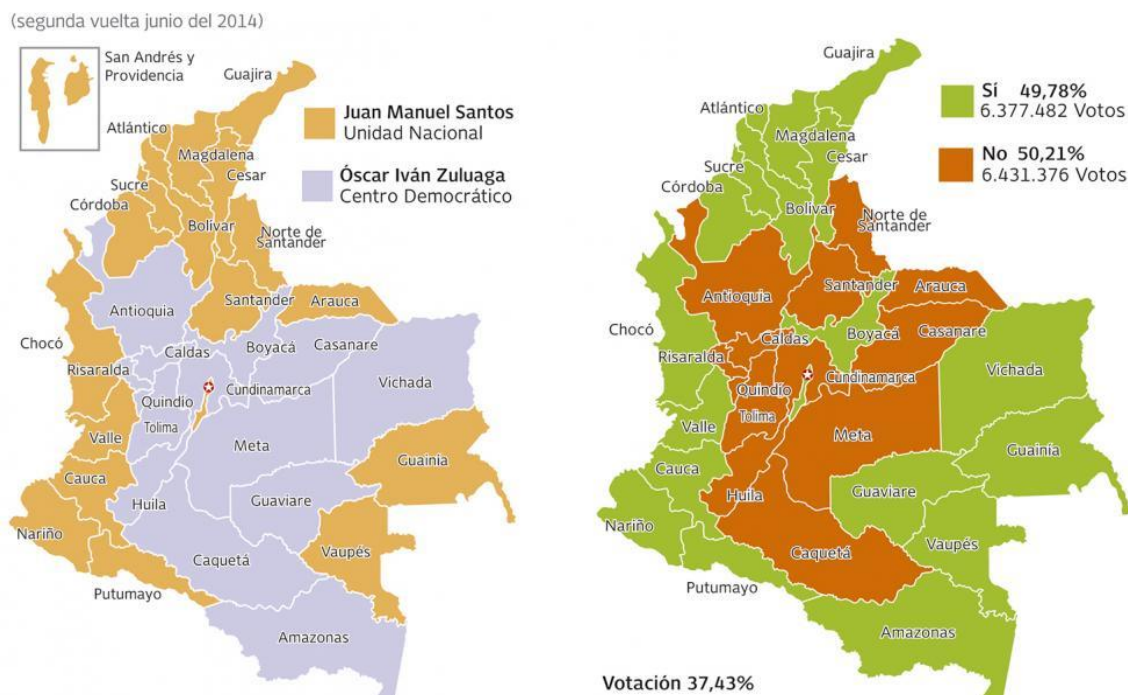 (segunda vuelta junio del 2014)
San Andrés y
Providencia
Guajira
Juan Manuel Santos
Unidad Nacional
Óscar Iván Zuluaga
Centro Democrático
Atlántico
Magdalena
Cesar
Sucre
Córdoba
Bolivar
Norte de
Santander
Santander
Arauca
Antioquia
Chocó
Caldas
Boyacá
Casanare
Risaralda
Vichada
Cundinamarca
Quindío
Tolima
Valle
Meta
Guainía
Cauca
Huila
Guaviare
Nariño
Vaupés
Caquetá
Putumayo
Amazonas
Guajira
Sí 49,78%
6.377.482 Votos
No 50,21%
6.431.376 Votos
Atlántico
Magdalena
Cesar
Sucre
Córdoba
Bolivar
Norte de
Santander
Santander
Arauca
Antioquia
Chocó
Caldas
Boyacá
Casanare
Risaralda
Vichada
Cundinamarca
Quindío
Tolima
Valle
Meta
Guainía
Cauca
Huila
Guaviare
Nariño
Vaupés
Caquetá
Putumayo
Amazonas
Votación 37,43%